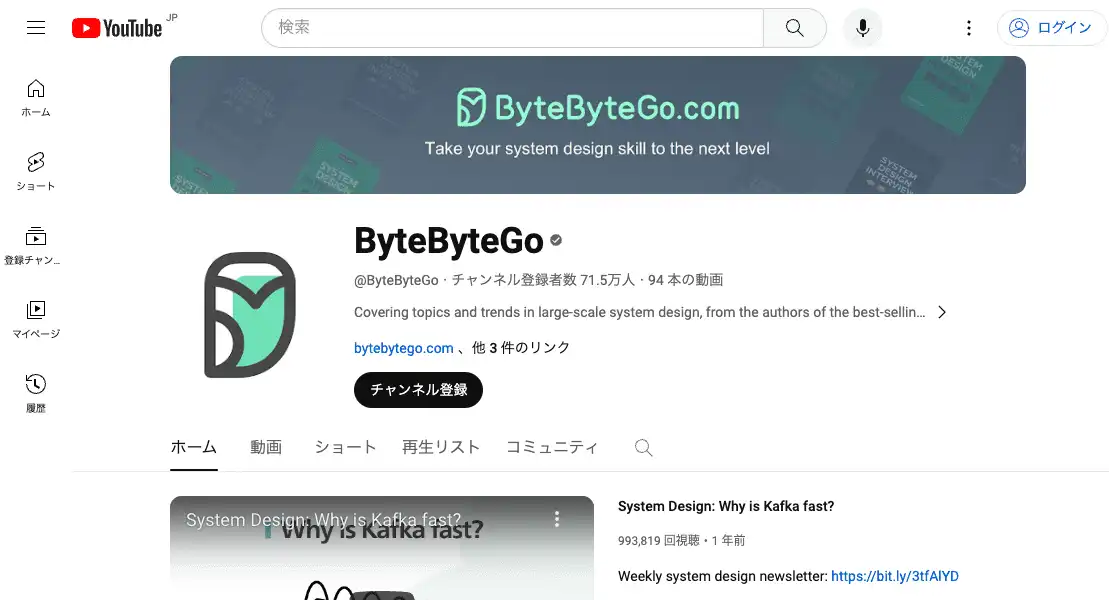 YouTube JP
検索
ログイン
ホーム
ショート
登録チャン...
マイページ
履歴
ByteByteGo.com
Take your system design skill to the next level
SYSTEM DESIGN INTERVIEW
ByteByteGo
@ByteByteGo · チャンネル登録者数 71.5万人 · 94 本の動画
Covering topics and trends in large-scale system design, from the authors of the best-sellin...
bytebytego.com 、他 3 件のリンク
チャンネル登録
ホーム 動画 ショート 再生リスト コミュニティ
System Design: Why is Kafka fast?
Why is Kafka fast?
System Design: Why is Kafka fast?
993,819 回視聴・1 年前
Weekly system design newsletter: https://bit.ly/3tfAlYD